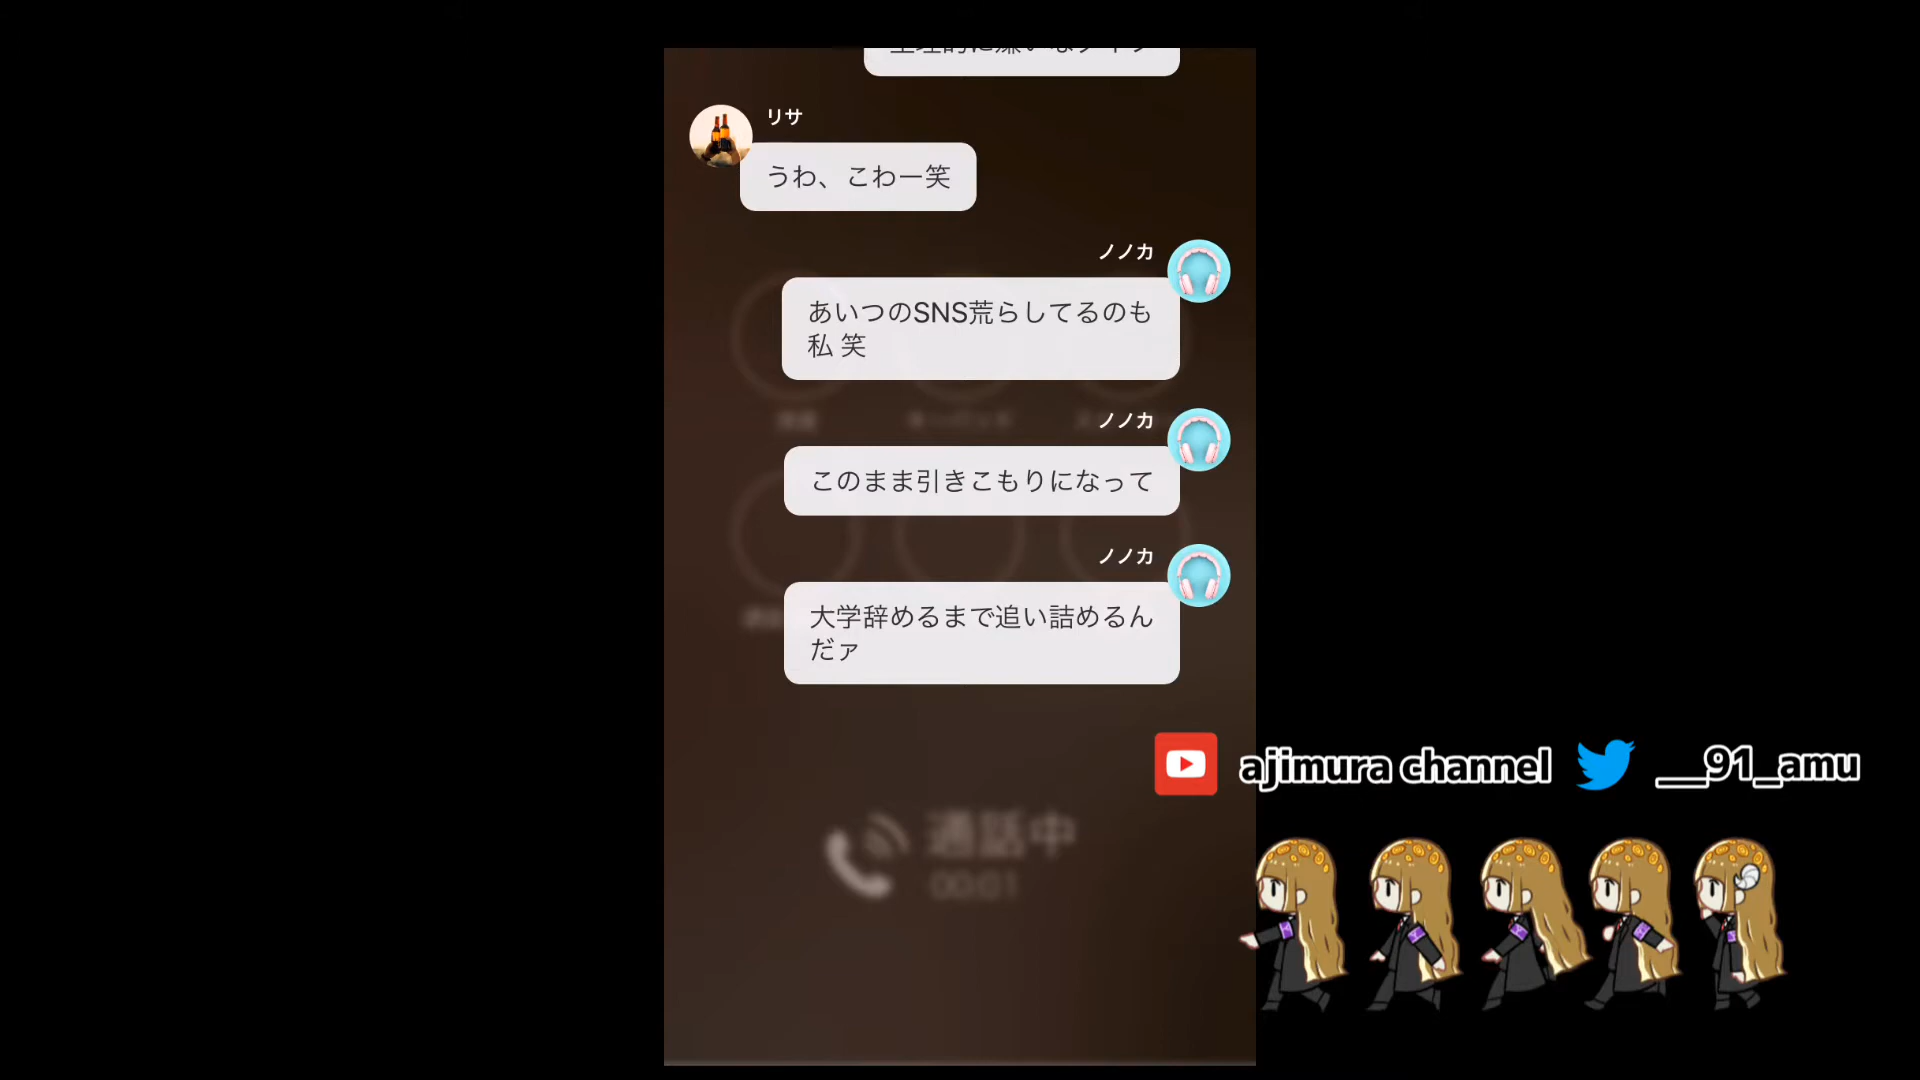 リサ
うわ、こわー笑
ノノカ
あいつのSNS荒らしてるのも
私 笑
ノノカ
このまま引きこもりになって
ノノカ
大学辞めるまで追い詰めるん
だァ
ajimura channel
__91_amu
通話中
00:01